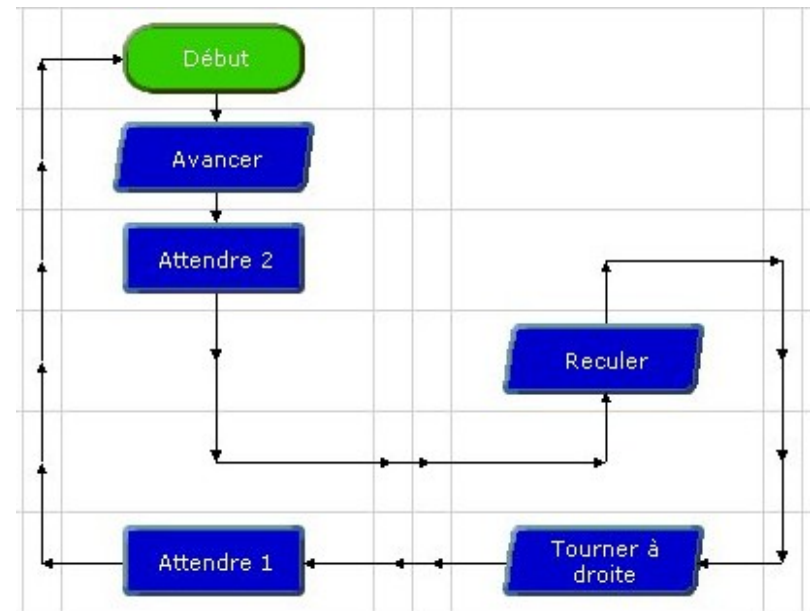 Début
Avancer
Attendre 2
Reculer
Attendre 1
Tourner à
droite